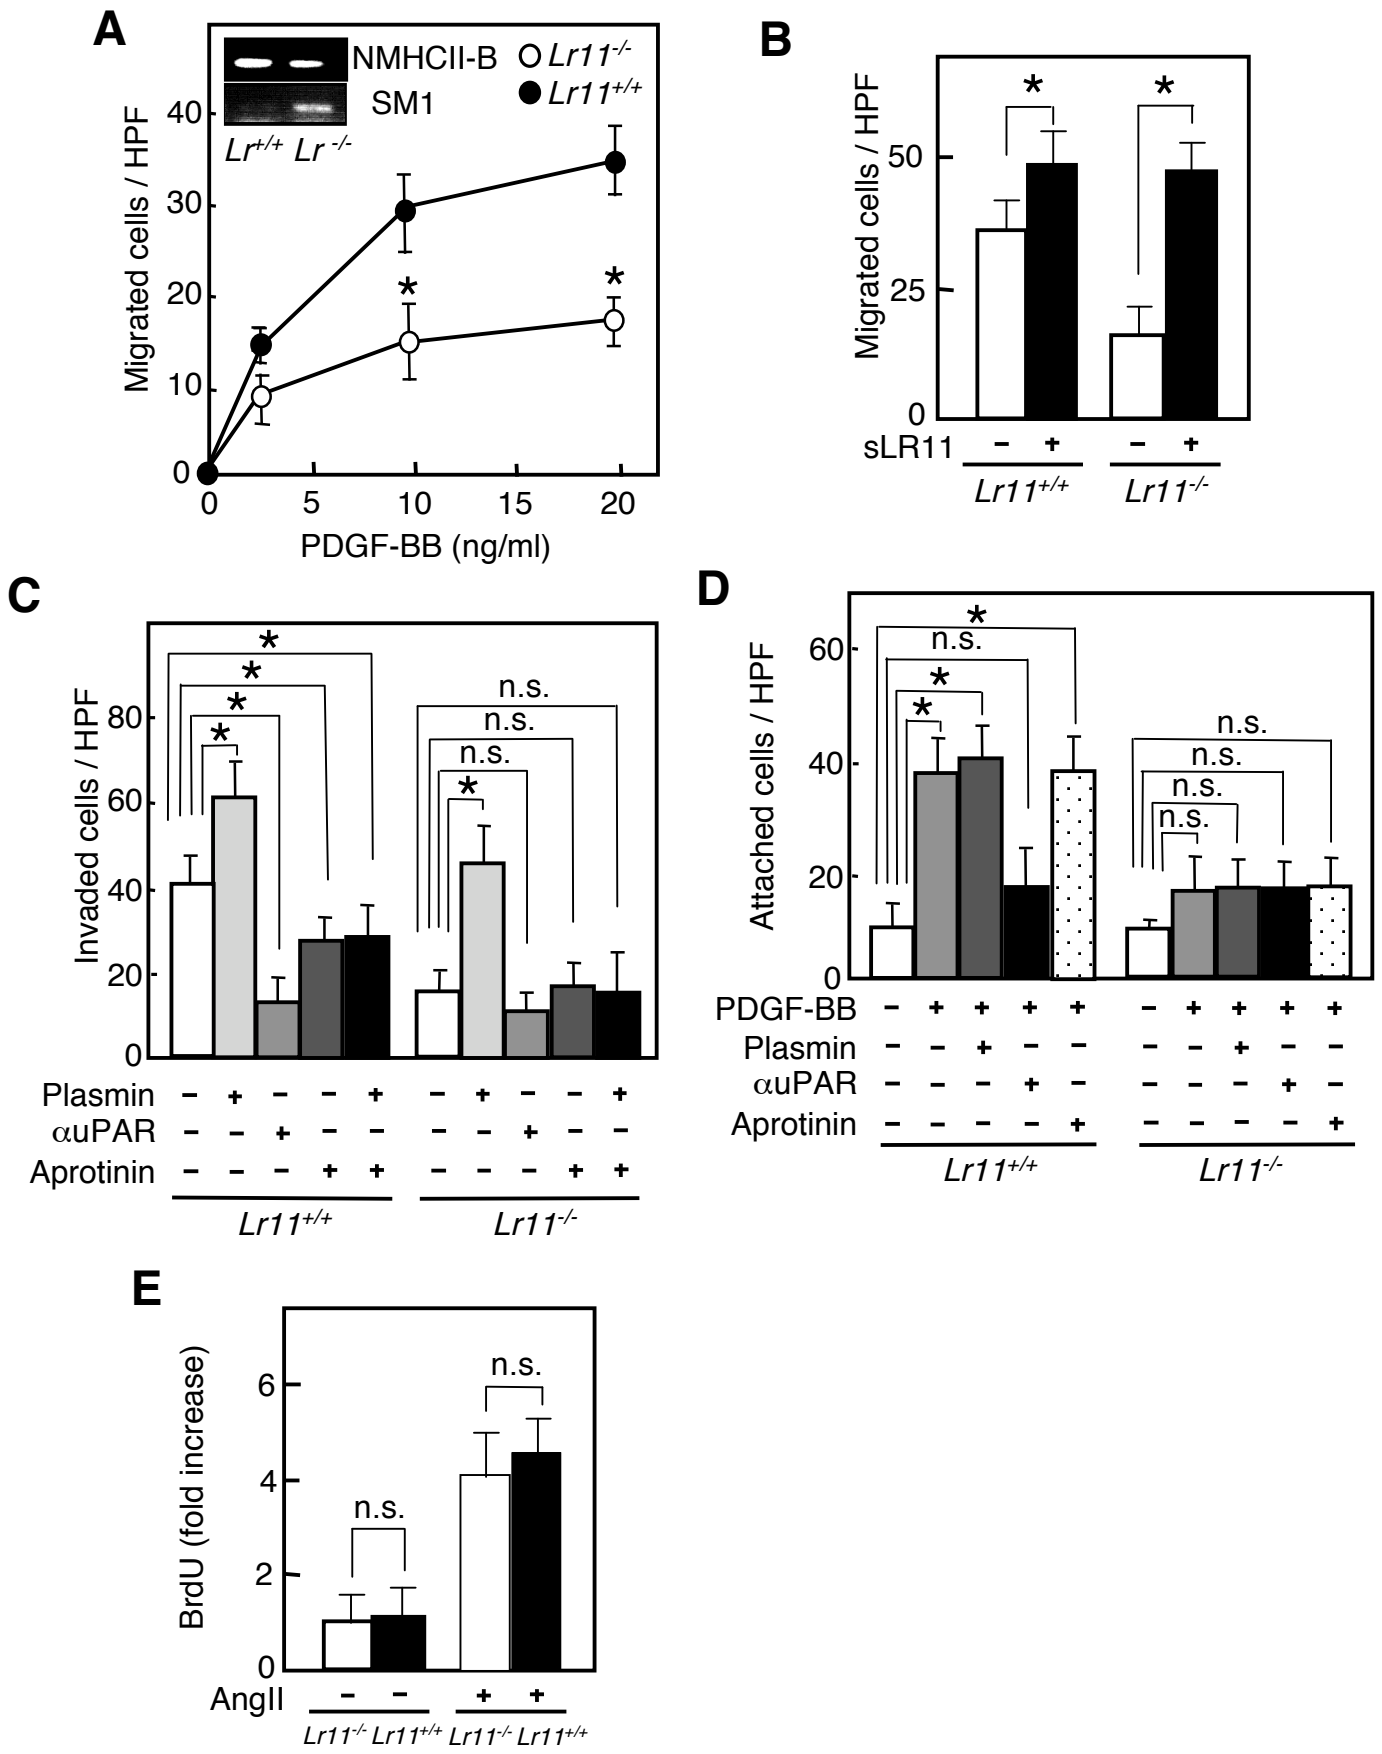 A
NMHCII-B
SM1
Lr+/+ Lr -/-
Lr11-/-
Lr11+/+
Migrated cells / HPF
40
30
20
10
0
*
*
0 5 10 15 20
PDGF-BB (ng/ml)
B
Migrated cells / HPF
50
25
0
* *
sLR11 – + – +
Lr11+/+ Lr11-/-
C
Invaded cells / HPF
80
60
40
20
0
*
*
*
*
n.s.
n.s.
n.s.
*
Plasmin – + – – + – + – – +
αuPAR – – + – – – – + – –
Aprotinin – – – + + – – – + +
Lr11+/+ Lr11-/-
D
Attached cells / HPF
60
40
20
0
*
n.s.
*
*
n.s.
n.s.
n.s.
n.s.
PDGF-BB – + + + + – + + + +
Plasmin – – + – – – – + – –
αuPAR – – – + – – – – + –
Aprotinin – – – – + – – – – +
Lr11+/+ Lr11-/-
E
BrdU (fold increase)
6
4
2
0
n.s.
n.s.
AngII – – + +
Lr11-/- Lr11+/+ Lr11-/- Lr11+/+